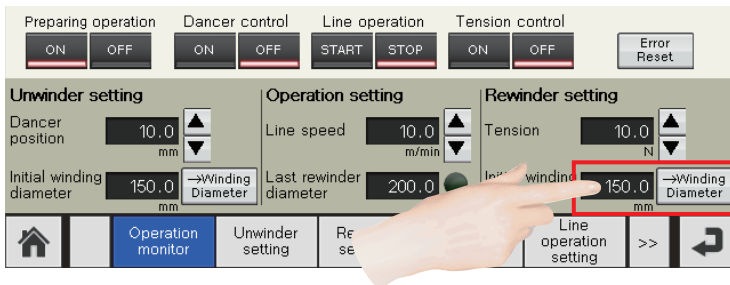 Preparing operation
Dancer control
Line operation
Tension control
ON
OFF
ON
OFF
START
STOP
ON
OFF
Error
Reset
Unwinder setting
Operation setting
Rewinder setting
Dancer
position
10.0
mm
Line speed
10.0
m/min
Tension
10.0
N
Initial winding
diameter
150.0
mm
→Winding
Diameter
Last rewinder
diameter
200.0
winding
150.0
mm
→Winding
Diameter
Operation
monitor
Unwinder
setting
Line
operation
setting
>>